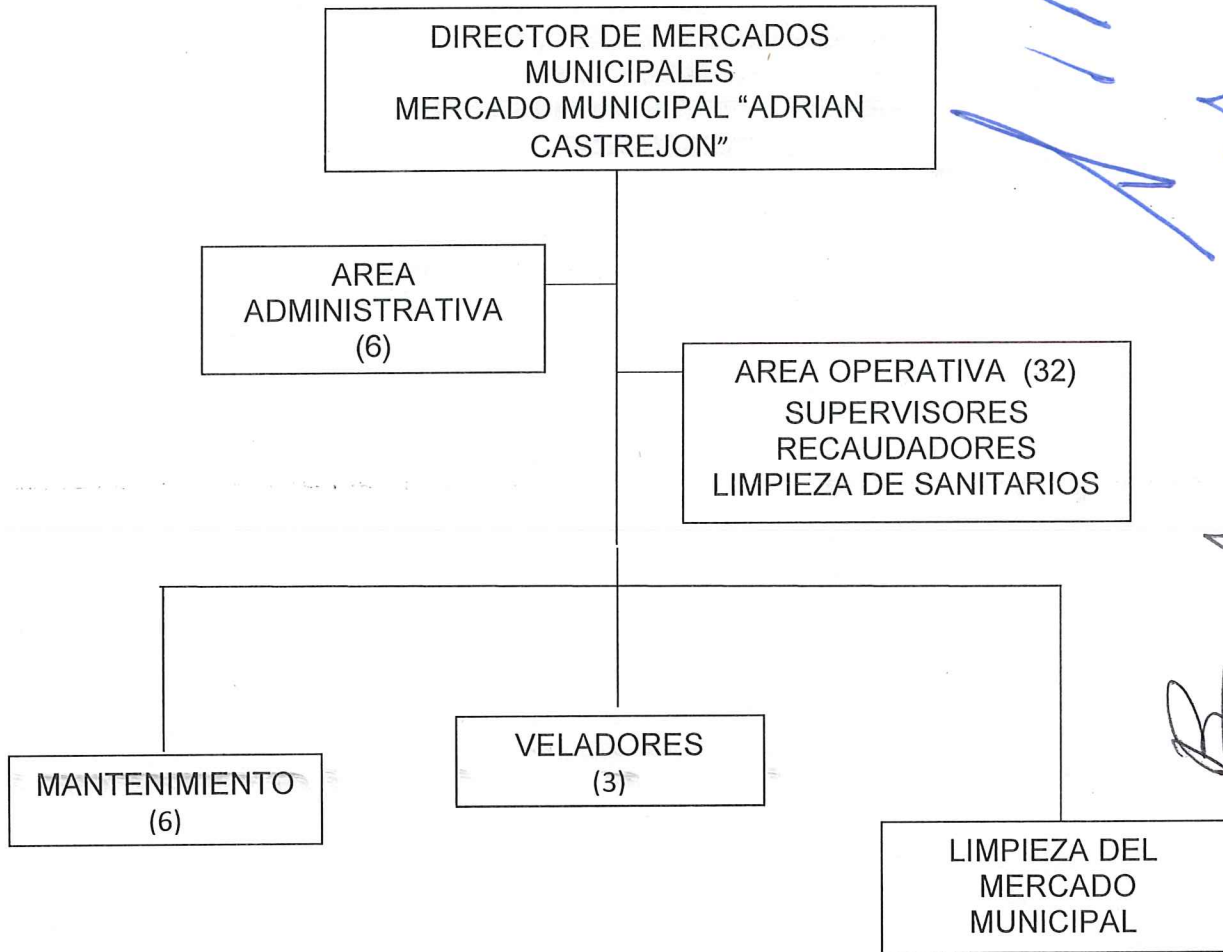 DIRECTOR DE MERCADOS
MUNICIPALES
MERCADO MUNICIPAL “ADRIAN
CASTREJON”
AREA
ADMINISTRATIVA
(6)
AREA OPERATIVA (32)
SUPERVISORES
RECAUDADORES
LIMPIEZA DE SANITARIOS
MANTENIMIENTO
(6)
VELADORES
(3)
LIMPIEZA DEL
MERCADO
MUNICIPAL